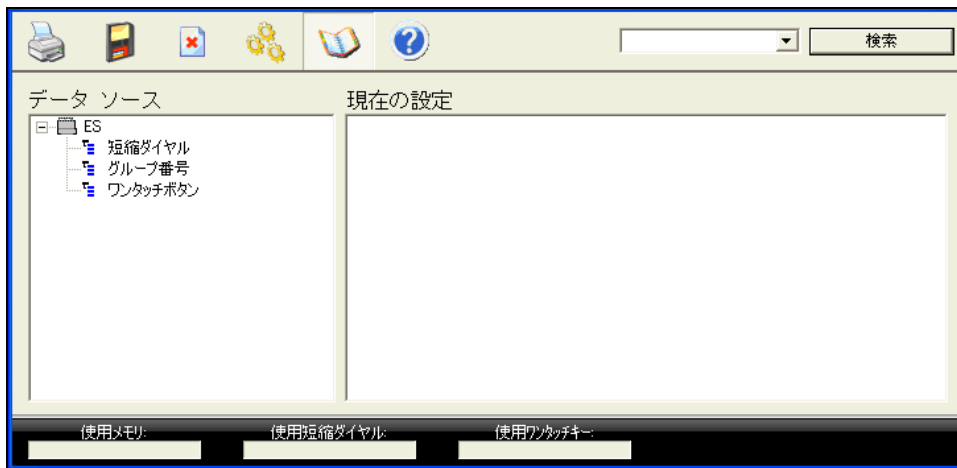 検索
データ ソース
現在の設定
ES
短縮ダイヤル
グループ番号
ワンタッチボタン
使用メモリ:
使用短縮ダイヤル:
使用ワンタッチキー: